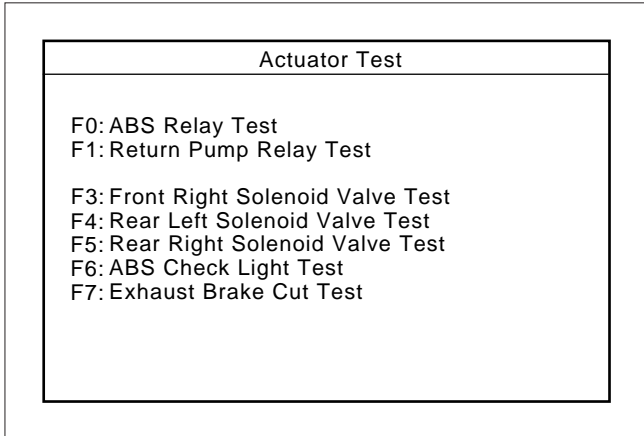 Actuator Test
F0: ABS Relay Test
F1: Return Pump Relay Test
F3: Front Right Solenoid Valve Test
F4: Rear Left Solenoid Valve Test
F5: Rear Right Solenoid Valve Test
F6: ABS Check Light Test
F7: Exhaust Brake Cut Test